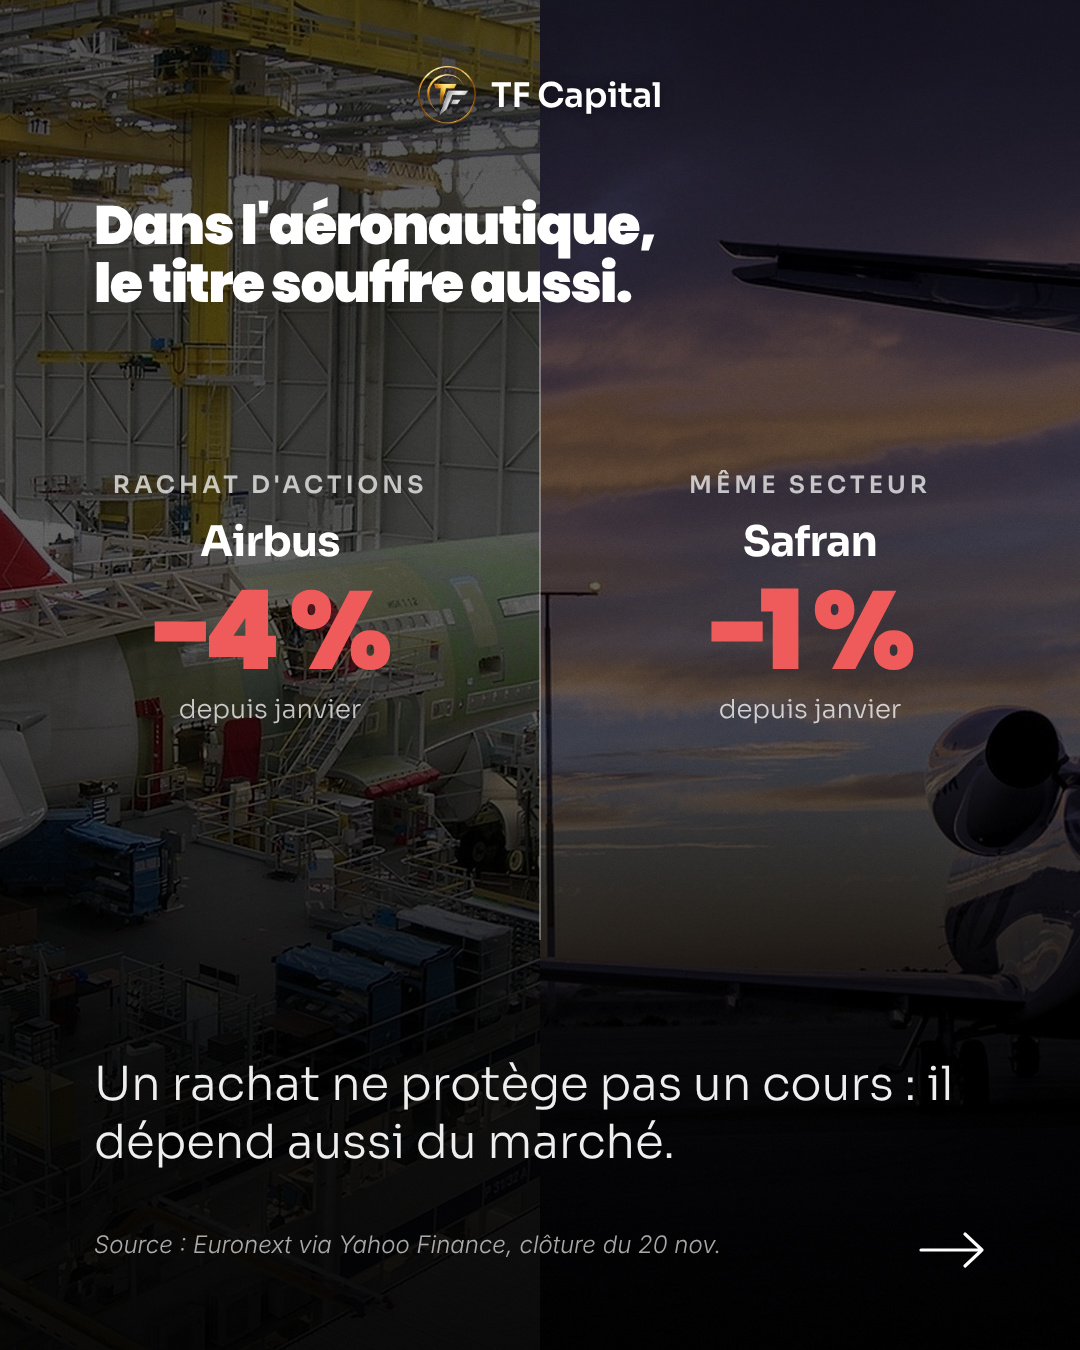 TF Capital
Dans l'aéronautique,
le titre souffre aussi.
RACHAT D'ACTIONS
Airbus
-4 %
depuis janvier
MÊME SECTEUR
Safran
-1 %
depuis janvier
Un rachat ne protège pas un cours : il
dépend aussi du marché.
Source : Euronext via Yahoo Finance, clôture du 20 nov.